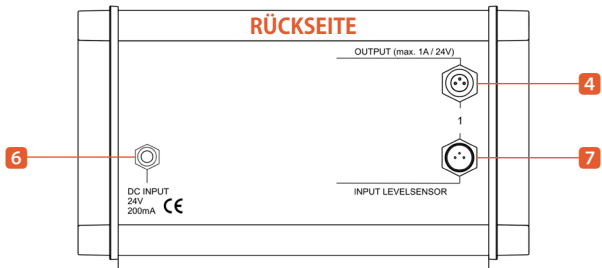 RÜCKSEITE
OUTPUT (max. 1A / 24V)
4
1
6
7
DC INPUT
24V
200mA CE
INPUT LEVELSENSOR